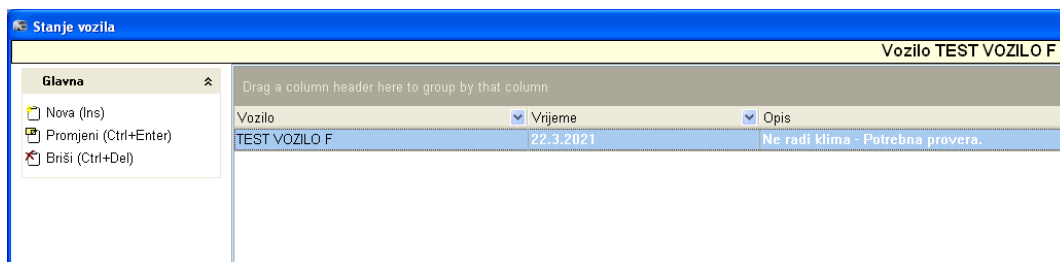 Stanje vozila
Vozilo TEST VOZILO F
Glavna
Nova (Ins)
Promjeni (Ctrl+Enter)
Briši (Ctrl+Del)
Drag a column header here to group by that column
Vozilo Vrijeme Opis
TEST VOZILO F 22.3.2021 Ne radi klima - Potrebna provera.